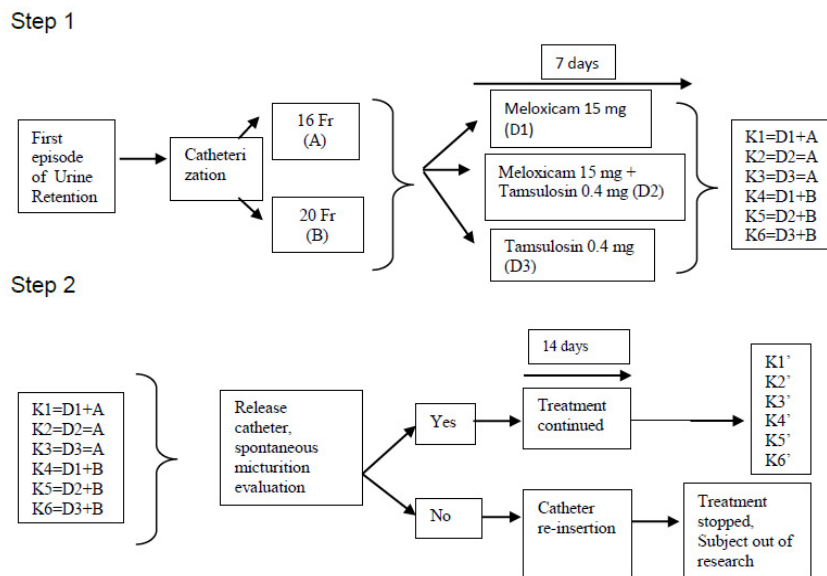 Step 1
First
episode
of Urine
Retention
Catheteri
zation
16 Fr
(A)
20 Fr
(B)
7 days
Meloxicam 15 mg
(D1)
Meloxicam 15 mg +
Tamsulosin 0.4 mg (D2)
Tamsulosin 0.4 mg
(D3)
K1=D1+A
K2=D2=A
K3=D3=A
K4=D1+B
K5=D2+B
K6=D3+B
Step 2
K1=D1+A
K2=D2=A
K3=D3=A
K4=D1+B
K5=D2+B
K6=D3+B
Release
catheter,
spontaneous
micturition
evaluation
Yes
No
14 days
Treatment
continued
Catheter
re-insertion
K1’
K2’
K3’
K4’
K5’
K6’
Treatment
stopped,
Subject out of
research